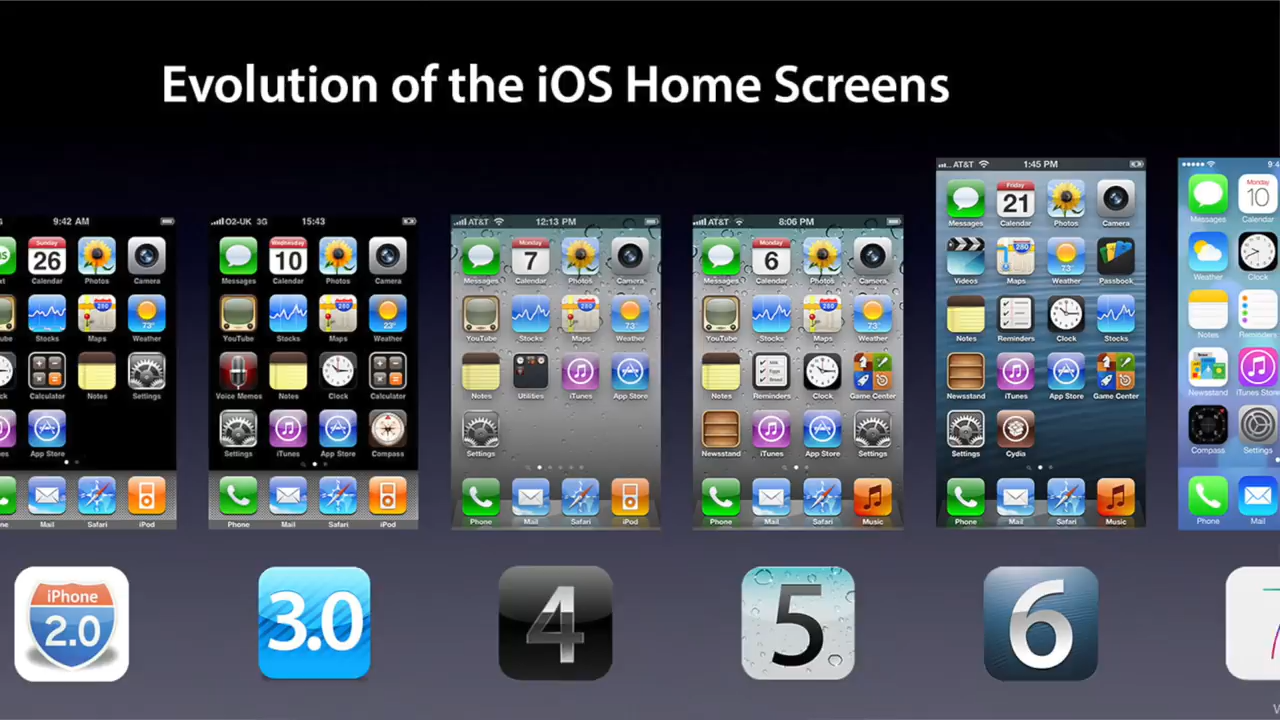 Evolution of the iOS Home Screens
9:42 AM
Sunday
26
Calendar
Photos
Camera
Stocks
280
Maps
73°
Weather
Calculator
Notes
Settings
App Store
Mail
Safari
iPod
O2-UK 3G
15:43
Messages
Wednesday
10
Calendar
Photos
Camera
YouTube
Stocks
280
Maps
23°
Weather
Voice Memos
Notes
Clock
Calculator
Settings
iTunes
App Store
Compass
Phone
Mail
Safari
iPod
AT&T
12:13 PM
Messages
Monday
7
Calendar
Photos
Camera
YouTube
Stocks
280
Maps
73°
Weather
Notes
Utilities
iTunes
App Store
Settings
Phone
Mail
Safari
iPod
AT&T
8:06 PM
Messages
Monday
6
Calendar
Photos
Camera
YouTube
Stocks
280
Maps
73°
Weather
Notes
Reminders
Clock
Game Center
Newsstand
iTunes
App Store
Settings
Phone
Mail
Safari
Music
AT&T
1:45 PM
Messages
Friday
21
Calendar
Photos
Camera
Videos
280
Maps
73°
Weather
Passbook
Notes
Reminders
Clock
Stocks
Newsstand
iTunes
App Store
Game Center
Settings
Cydia
Phone
Mail
Safari
Music
Messages
Monday
10
Calendar
Weather
Clock
Notes
Reminders
Newsstand
iTunes Store
Compass
Settings
Phone
Mail
iPhone
2.0
3.0
4
5
6
7